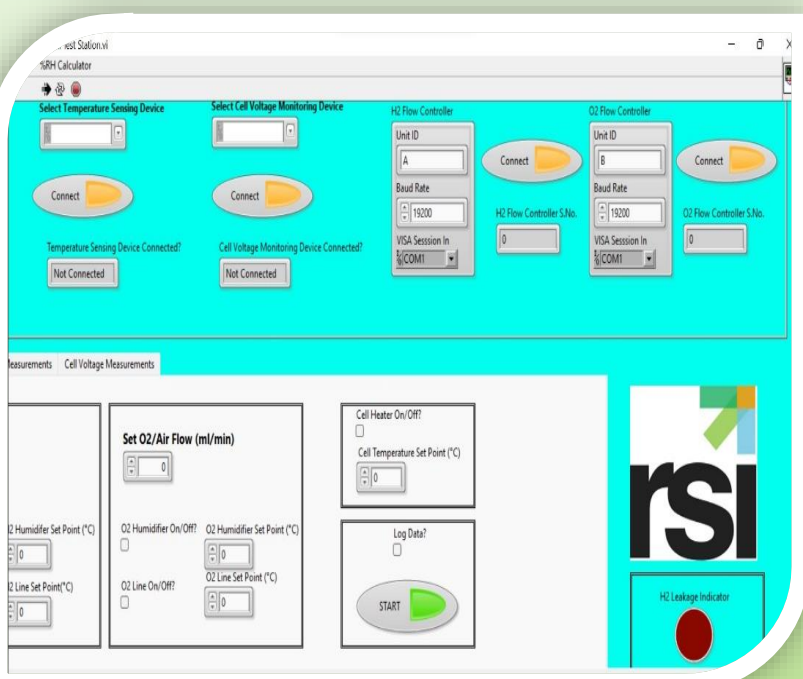 Test Station.vi
%RH Calculator
Select Temperature Sensing Device
Select Cell Voltage Monitoring Device
H2 Flow Controller
O2 Flow Controller
Unit ID
Unit ID
Connect
Connect
A
Connect
B
Connect
Baud Rate
Baud Rate
19200
H2 Flow Controller S.No.
19200
O2 Flow Controller S.No.
Temperature Sensing Device Connected?
Cell Voltage Monitoring Device Connected?
VISA Sesssion In
0
VISA Sesssion In
0
Not Connected
Not Connected
COM1
COM1
Measurements
Cell Voltage Measurements
Set O2/Air Flow (ml/min)
0
Cell Heater On/Off?
Cell Temperature Set Point (°C)
0
2 Humidifer Set Point (°C)
0
O2 Humidifier On/Off?
O2 Humidifier Set Point (°C)
0
2 Line Set Point(°C)
0
O2 Line On/Off?
O2 Line Set Point (°C)
0
Log Data?
START
rsi
H2 Leakage Indicator